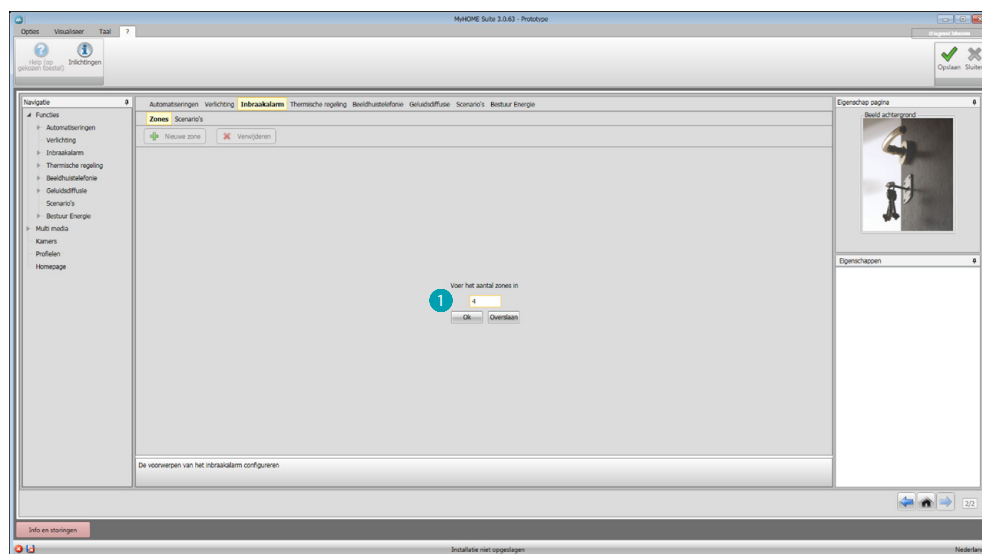 MyHOME Suite 3.0.63 - Prototype
Opties Visualiseer Taal ?
Help (op gekozen toestel)
Inlichtingen
Opslaan
Sluite
Navigatie
Functies
Automatiseringen
Verlichting
Inbraakalarm
Thermische regeling
Beeldhuistelefonie
Geluidsdiffusie
Scenario's
Bestuur Energie
Multi media
Kamers
Profielen
Homepage
Automatiseringen Verlichting Inbraakalarm Thermische regeling Beeldhuistelefonie Geluidsdiffusie Scenario's Bestuur Energie
Zones Scenario's
Nieuwe zone
Verwijderen
Voer het aantal zones in
1
4
Ok
Overslaan
De voorwerpen van het inbraakalarm configureren
Eigenschap pagina
Beeld achtergrond
Eigenschappen
2/2
Info en storingen
Installatie niet opgeslagen
Nederlan